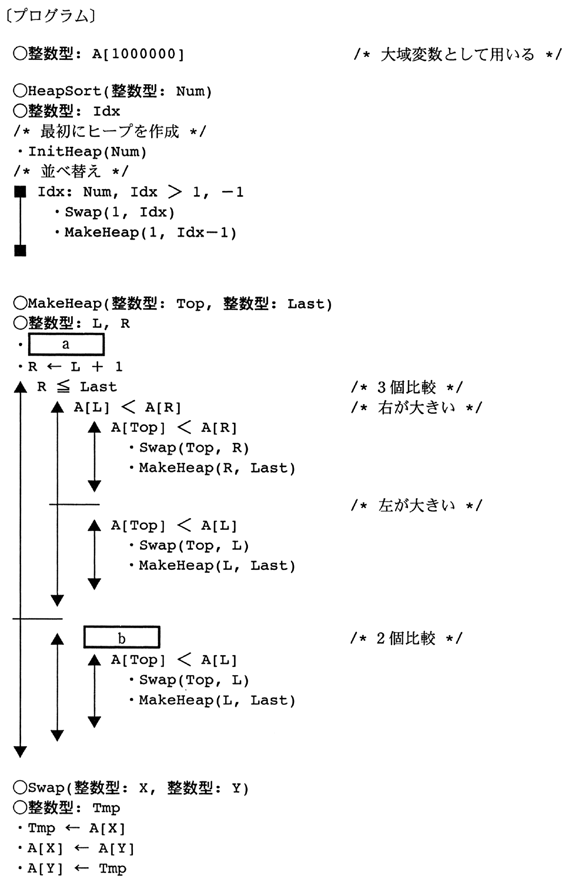 〔プログラム〕
○整数型: A[1000000] /* 大域変数として用いる */
○HeapSort(整数型: Num)
○整数型: Idx
/* 最初にヒープを作成 */
・InitHeap(Num)
/* 並べ替え */
■ Idx: Num, Idx > 1, −1
・Swap(1, Idx)
・MakeHeap(1, Idx−1)
■
○MakeHeap(整数型: Top, 整数型: Last)
○整数型: L, R
・ a
・R ← L + 1
R ≦ Last /* 3個比較 */
A[L] < A[R] /* 右が大きい */
A[Top] < A[R]
・Swap(Top, R)
・MakeHeap(R, Last)
/* 左が大きい */
A[Top] < A[L]
・Swap(Top, L)
・MakeHeap(L, Last)
b /* 2個比較 */
A[Top] < A[L]
・Swap(Top, L)
・MakeHeap(L, Last)
○Swap(整数型: X, 整数型: Y)
○整数型: Tmp
・Tmp ← A[X]
・A[X] ← A[Y]
・A[Y] ← Tmp